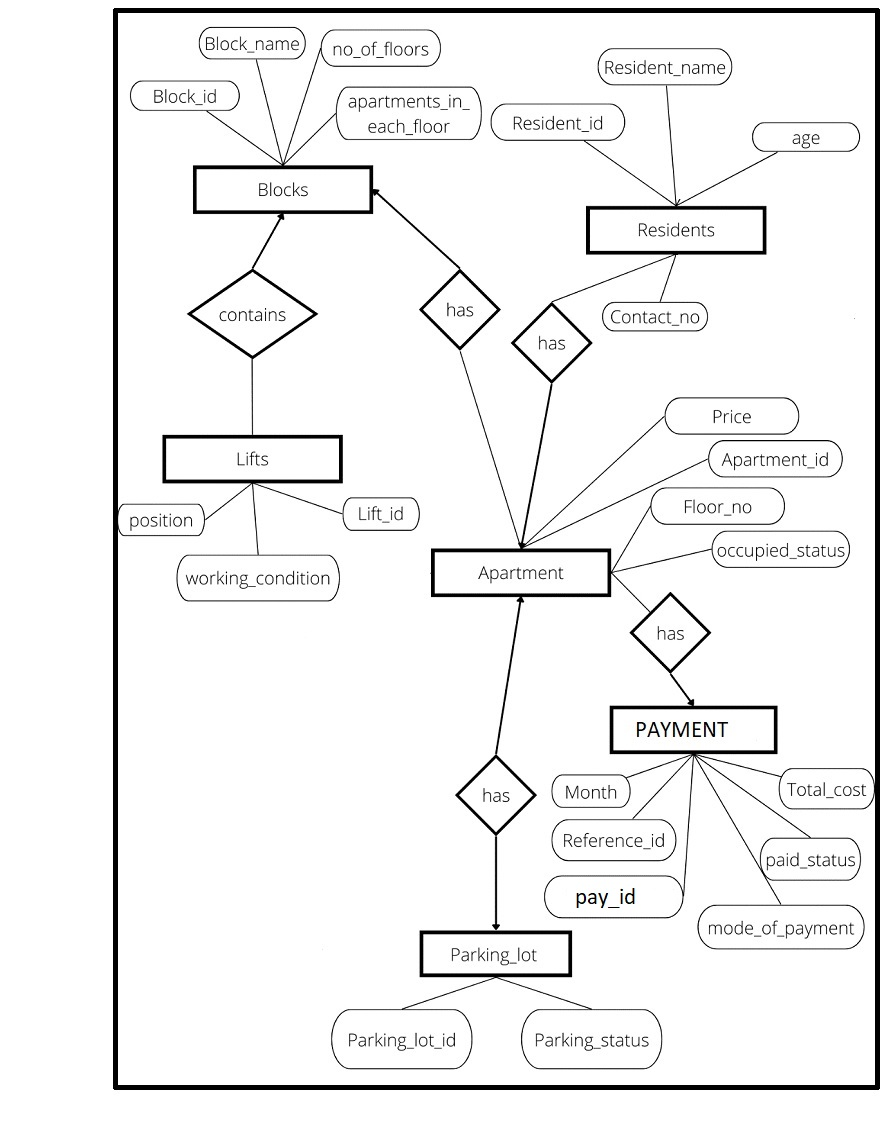 Block_name
no_of_floors
Block_id
apartments_in_
each_floor
Blocks
Resident_name
Resident_id
age
Residents
Contact_no
contains
has
has
Lifts
position
Lift_id
working_condition
Price
Apartment_id
Floor_no
occupied_status
Apartment
has
PAYMENT
Month
Total_cost
Reference_id
paid_status
pay_id
mode_of_payment
has
Parking_lot
Parking_lot_id
Parking_status